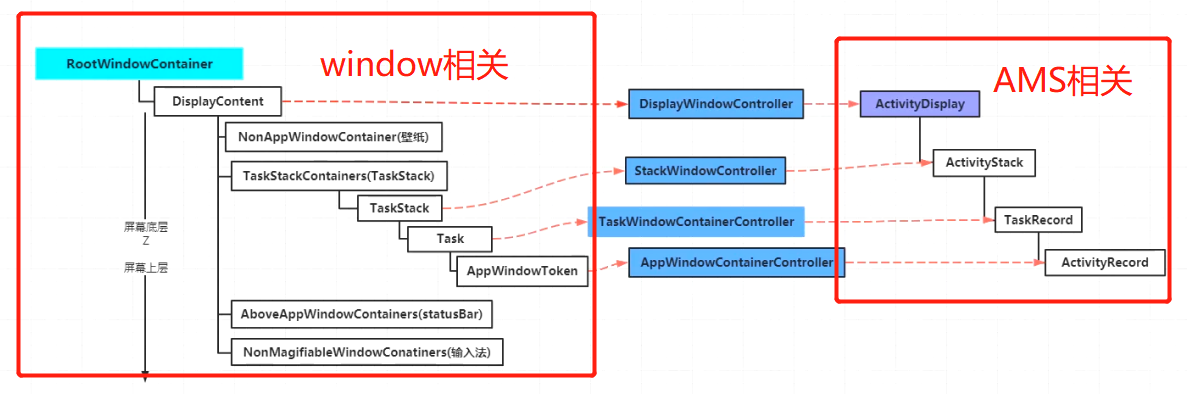 window相关
AMS相关
RootWindowContainer
DisplayContent
DisplayWindowController
ActivityDisplay
NonAppWindowContainer(壁纸)
TaskStackContainers(TaskStack)
StackWindowController
ActivityStack
TaskStack
TaskWindowContainerController
TaskRecord
屏幕底层
Z
屏幕上层
Task
AppWindowToken
AppWindowContainerController
ActivityRecord
AboveAppWindowContainers(statusBar)
NonMagifiableWindowConatiners(输入法)